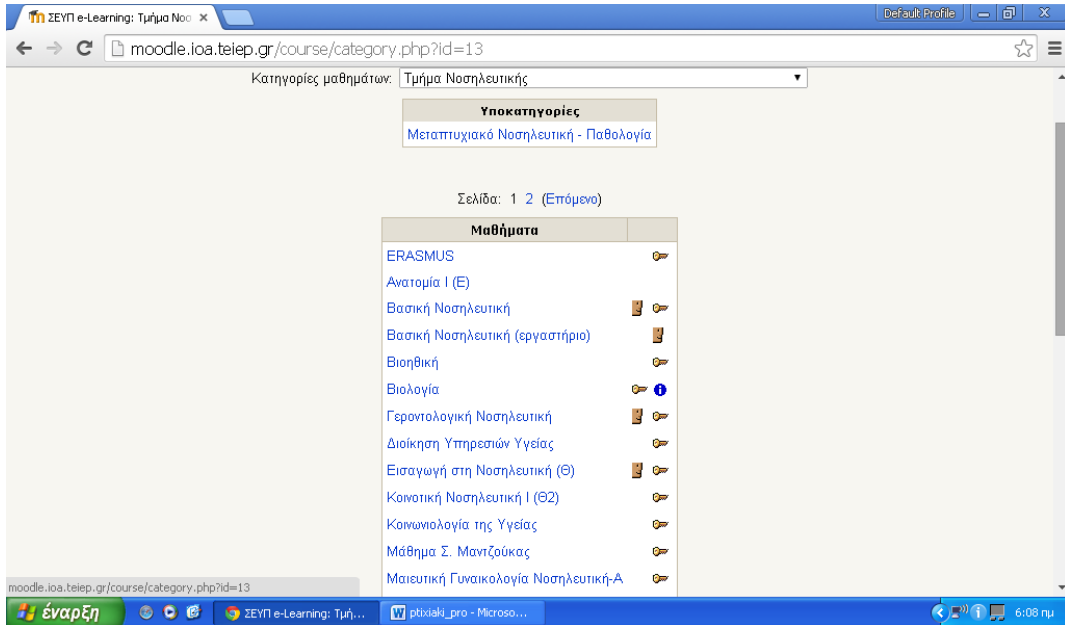 ΣΕΥΠ e-Learning: Τμήμα Νοσ
Default Profile
moodle.ioa.teiep.gr/course/category.php?id=13
Κατηγορίες μαθημάτων: Τμήμα Νοσηλευτικής
Υποκατηγορίες
Μεταπτυχιακό Νοσηλευτική - Παθολογία
Σελίδα: 1 2 (Επόμενο)
Μαθήματα
ERASMUS
Ανατομία Ι (Ε)
Βασική Νοσηλευτική
Βασική Νοσηλευτική (εργαστήριο)
Βιοηθική
Βιολογία
Γεροντολογική Νοσηλευτική
Διοίκηση Υπηρεσιών Υγείας
Εισαγωγή στη Νοσηλευτική (Θ)
Κοινοτική Νοσηλευτική Ι (Θ2)
Κοινωνιολογία της Υγείας
Μάθημα Σ. Μαντζούκας
Μαιευτική Γυναικολογία Νοσηλευτική-Α
moodle.ioa.teiep.gr/course/category.php?id=13
έναρξη ΣΕΥΠ e-Learning: Τμή... ptixiaki_pro - Microso... 6:08 πμ